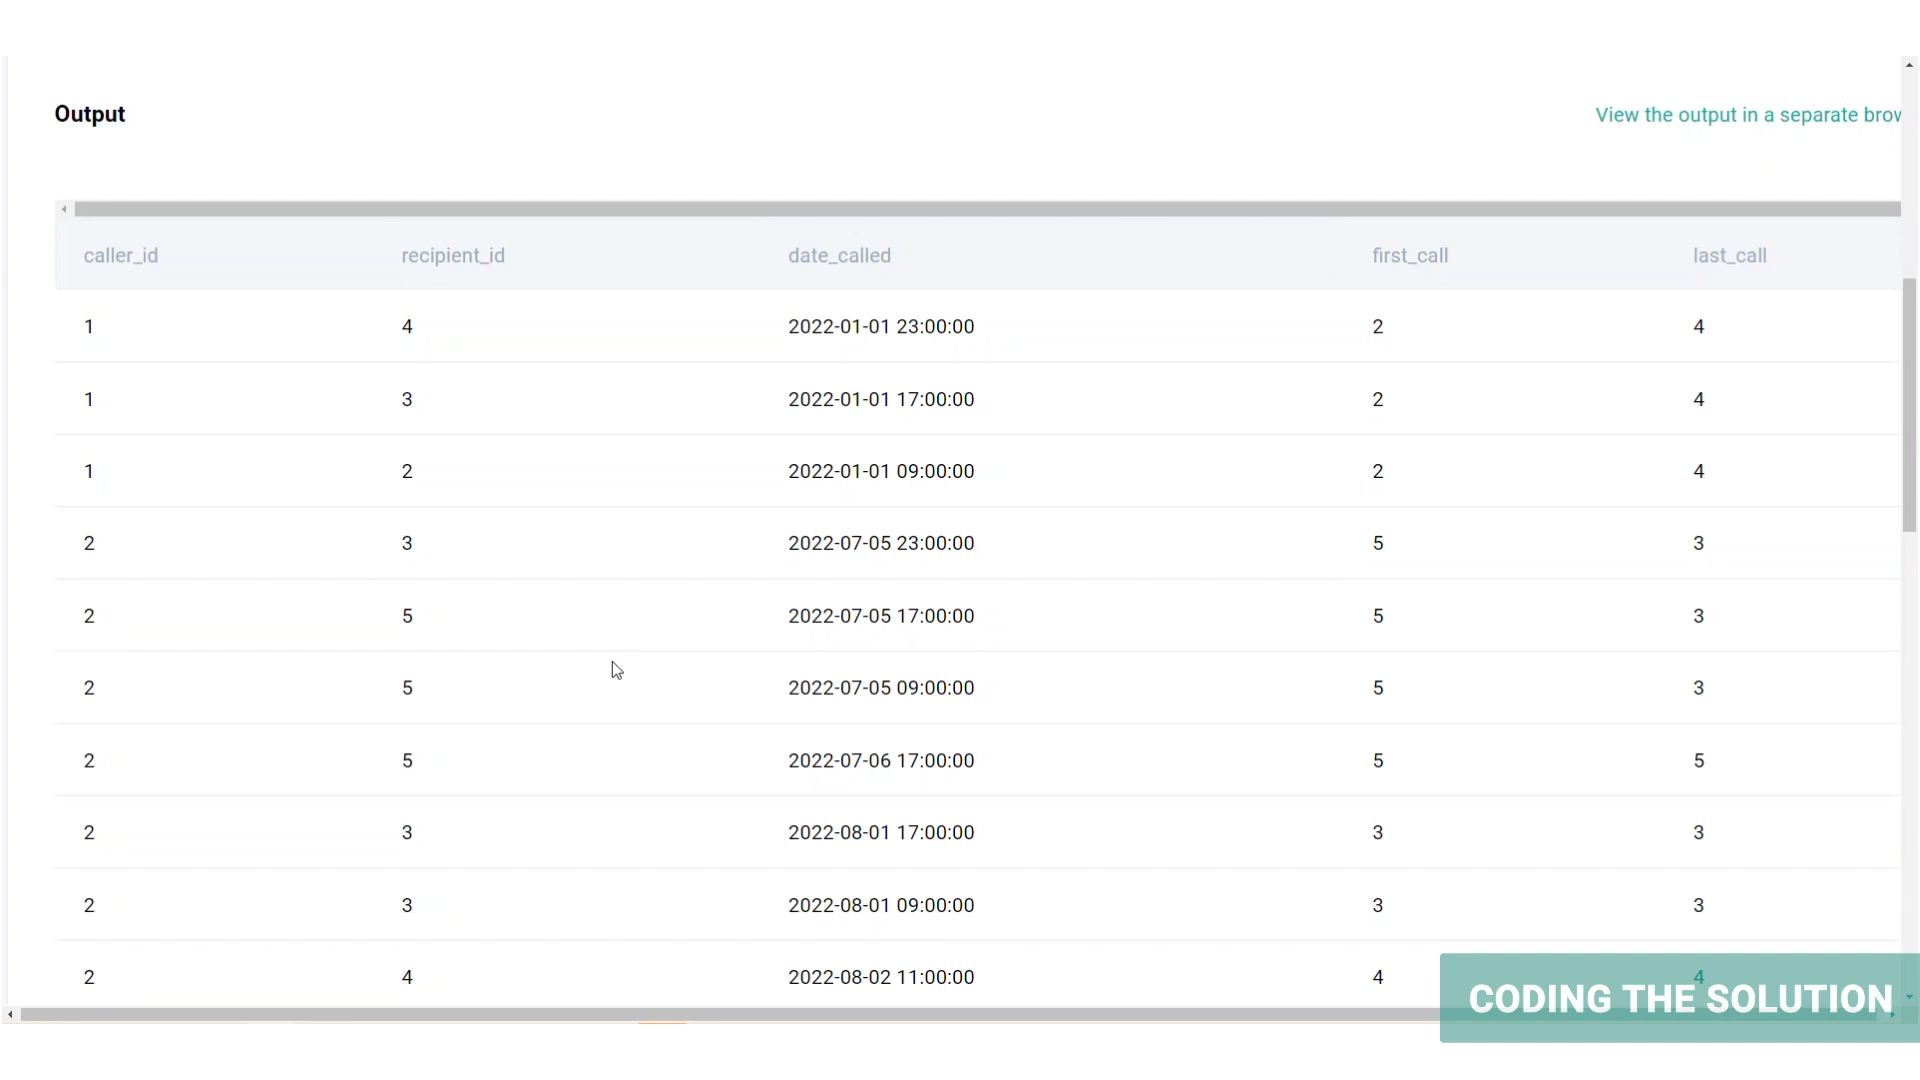 Output
View the output in a separate
caller_id recipient_id date_called first_call last_call
1 4 2022-01-01 23:00:00 2 4
1 3 2022-01-01 17:00:00 2 4
1 2 2022-01-01 09:00:00 2 4
2 3 2022-07-05 23:00:00 5 3
2 5 2022-07-05 17:00:00 5 3
2 5 2022-07-05 09:00:00 5 3
2 5 2022-07-06 17:00:00 5 5
2 3 2022-08-01 17:00:00 3 3
2 3 2022-08-01 09:00:00 3 3
2 4 2022-08-02 11:00:00 4 4
CODING THE SOLUTION